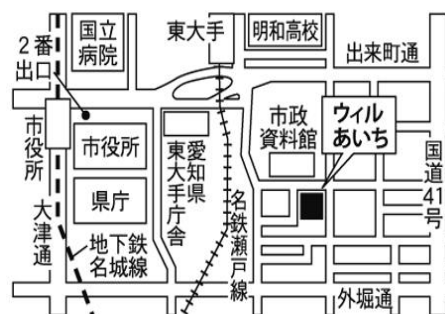 国立
病院
東大手
明和高校
2番
出口
出来町通
市政
資料館
ウィル
あいち
市役所
市役所
愛知県
東大手庁舎
県庁
国道41号
大津通
地下鉄
名城線
名鉄瀬戸線
外堀通